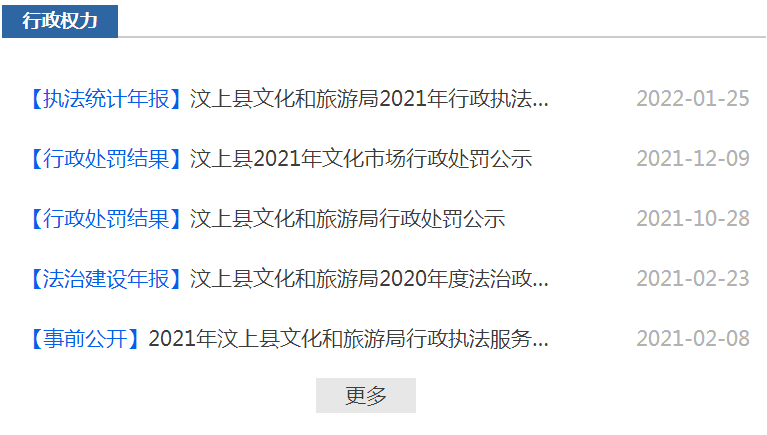 行政权力
【执法统计年报】汶上县文化和旅游局2021年行政执法... 2022-01-25
【行政处罚结果】汶上县2021年文化市场行政处罚公示 2021-12-09
【行政处罚结果】汶上县文化和旅游局行政处罚公示 2021-10-28
【法治建设年报】汶上县文化和旅游局2020年度法治政... 2021-02-23
【事前公开】2021年汶上县文化和旅游局行政执法服务... 2021-02-08
更多